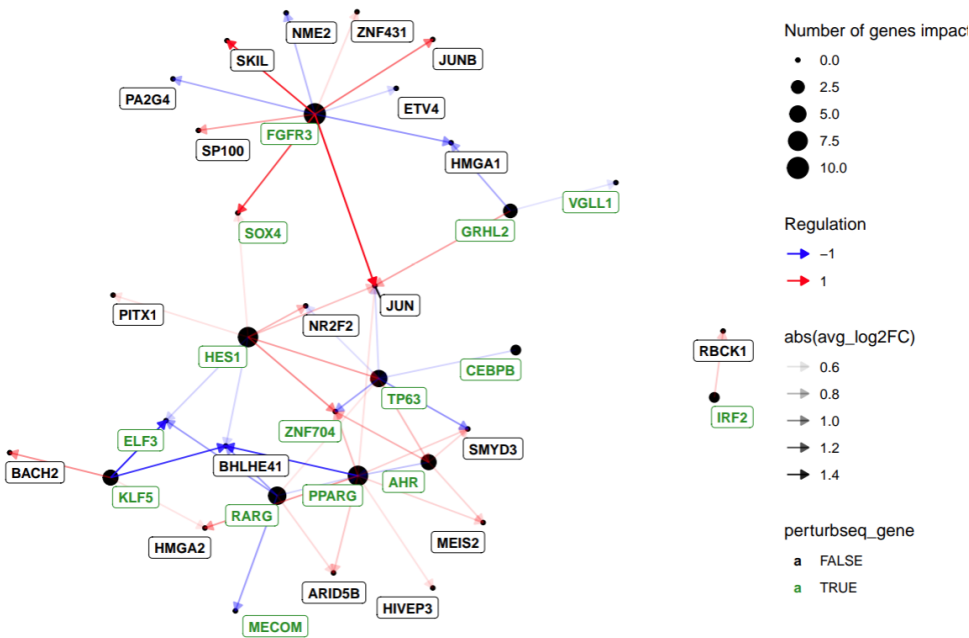 NME2
ZNF431
SKIL
JUNB
PA2G4
ETV4
FGFR3
SP100
HMGA1
VGLL1
SOX4
GRHL2
PITX1
JUN
NR2F2
HES1
CEBPB
TP63
ZNF704
ELF3
SMYD3
BACH2
BHLHE41
AHR
KLF5
PPARG
RARG
HMGA2
MEIS2
ARID5B
HIVEP3
MECOM
RBCK1
IRF2
Number of genes impact
0.0
2.5
5.0
7.5
10.0
Regulation
−1
1
abs(avg_log2FC)
0.6
0.8
1.0
1.2
1.4
perturbseq_gene
a FALSE
a TRUE